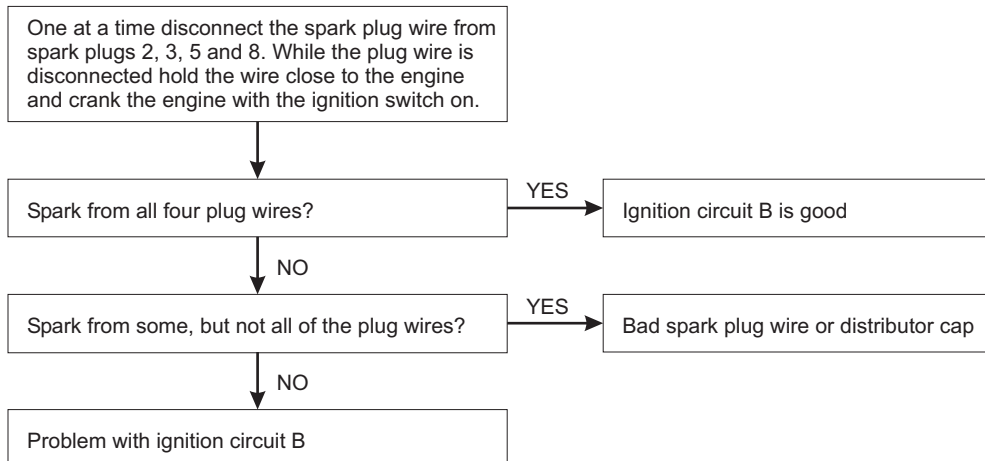 One at a time disconnect the spark plug wire from
spark plugs 2, 3, 5 and 8. While the plug wire is
disconnected hold the wire close to the engine
and crank the engine with the ignition switch on.
Spark from all four plug wires?
YES
Ignition circuit B is good
NO
Spark from some, but not all of the plug wires?
YES
Bad spark plug wire or distributor cap
NO
Problem with ignition circuit B